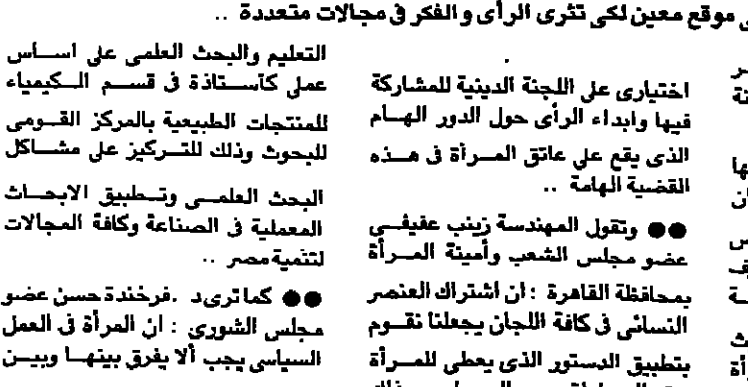 موقع معين لكى تثرى الرأى و الفكر فى مجالات متعددة ..
اختيارى على اللجنة الدينية للمشاركة
فيها وابداء الرأى حول الدور الهام
الذى يقع على عاتق المرأة فى هذه
القضية الهامة ..
●● وتقول المهندسة زينب عفيفى
عضو مجلس الشعب وأمينة المرأة
بمحافظة القاهرة : ان اشتراك العنصر
النسائى فى كافة اللجان يجعلنا نقوم
بتطبيق الدستور الذى يعطى للمرأة
التعليم والبحث العلمى على اساس
عملى كأستاذة فى قسم الكيمياء
للمنتجات الطبيعية بالمركز القومى
للبحوث وذلك للتركيز على مشاكل
البحث العلمى وتطبيق الابحاث
المعملية فى الصناعة وكافة المجالات
لتنمية مصر ..
●● كما ترى د . فرخندة حسن عضو
مجلس الشورى : ان المرأة فى العمل
السياسى يجب ألا يفرق بينها وبين